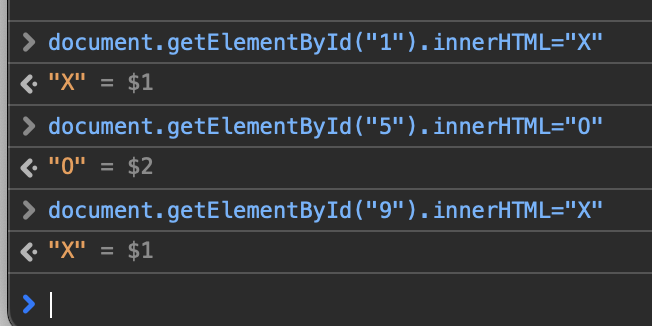 > document.getElementById("1").innerHTML="X"
"X" = $1
> document.getElementById("5").innerHTML="O"
"O" = $2
> document.getElementById("9").innerHTML="X"
"X" = $1
>